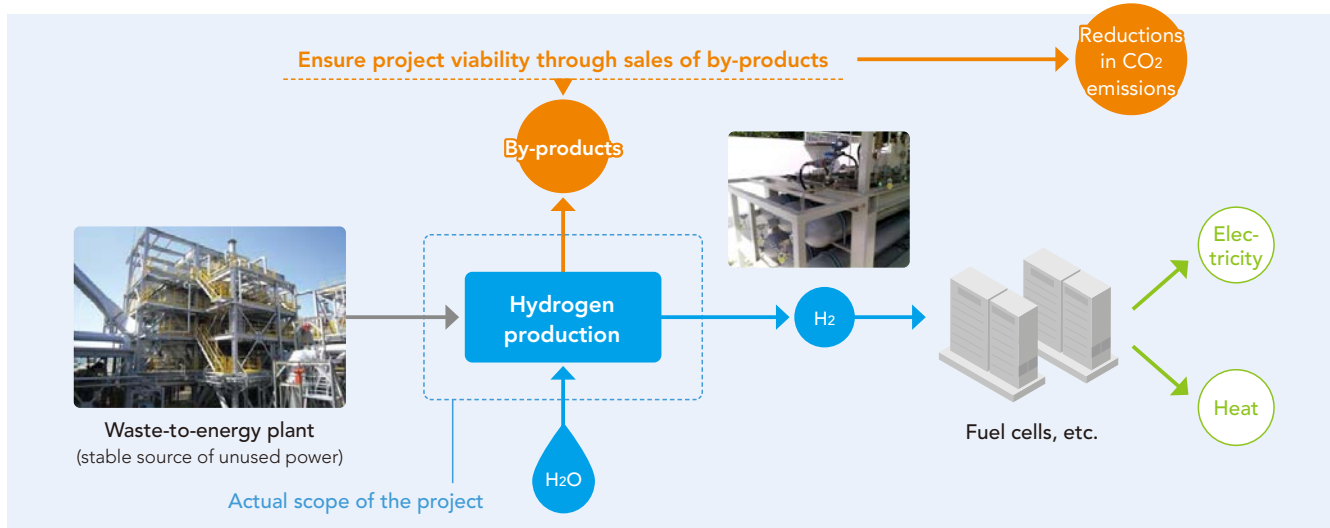 Ensure project viability through sales of by-products
Reductions
in CO2
emissions
By-products
Hydrogen
production
H2
Elec-
tricity
Heat
Waste-to-energy plant
(stable source of unused power)
Fuel cells, etc.
H2O
Actual scope of the project